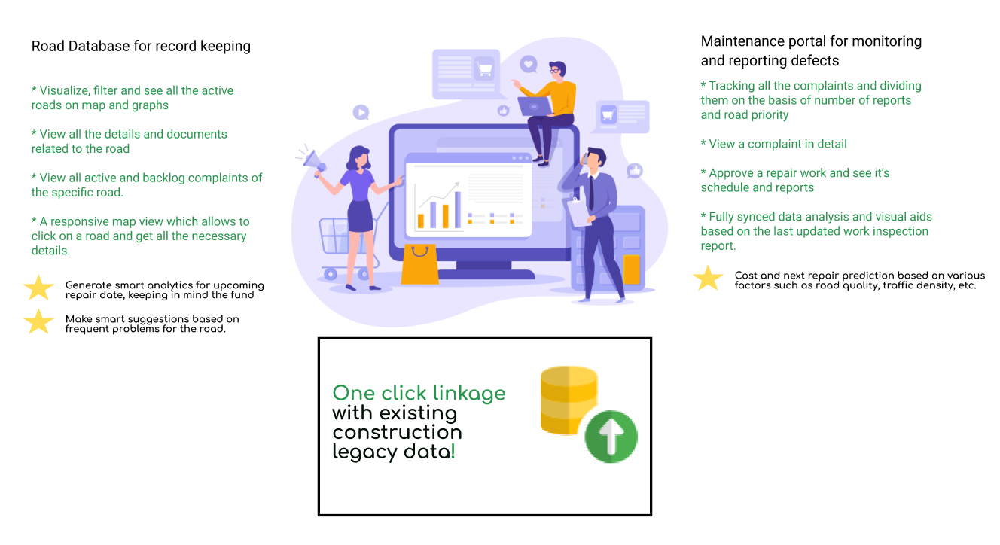 Road Database for record keeping
* Visualize, filter and see all the active
roads on map and graphs
* View all the details and documents
related to the road
* View all active and backlog complaints of
the specific road.
* A responsive map view which allows to
click on a road and get all the necessary
details.
Generate smart analytics for upcoming
repair date, keeping in mind the fund
Make smart suggestions based on
frequent problems for the road.
Maintenance portal for monitoring
and reporting defects
* Tracking all the complaints and dividing
them on the basis of number of reports
and road priority
* View a complaint in detail
* Approve a repair work and see it's
schedule and reports
* Fully synced data analysis and visual aids
based on the last updated work inspection
report.
Cost and next repair prediction based on various
factors such as road quality, traffic density, etc.
One click linkage
with existing
construction
legacy data!